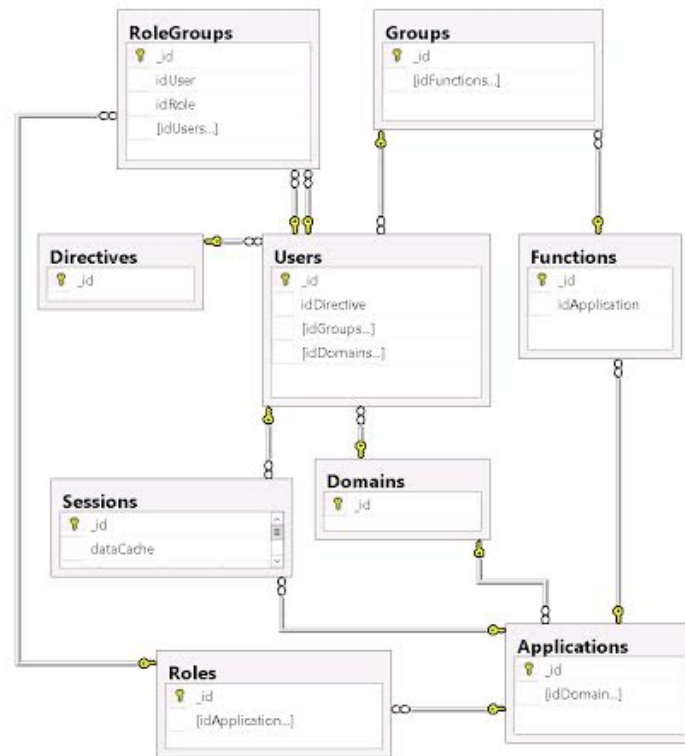 RoleGroups
_id
idUser
idRole
[idUsers...]
Groups
_id
[idFunctions...]
Directives
_id
Users
_id
idDirective
[idGroups...]
[idDomains...]
Functions
_id
idApplication
Sessions
_id
dataCache
Domains
_id
Roles
_id
[idApplication...]
Applications
_id
[idDomain...]